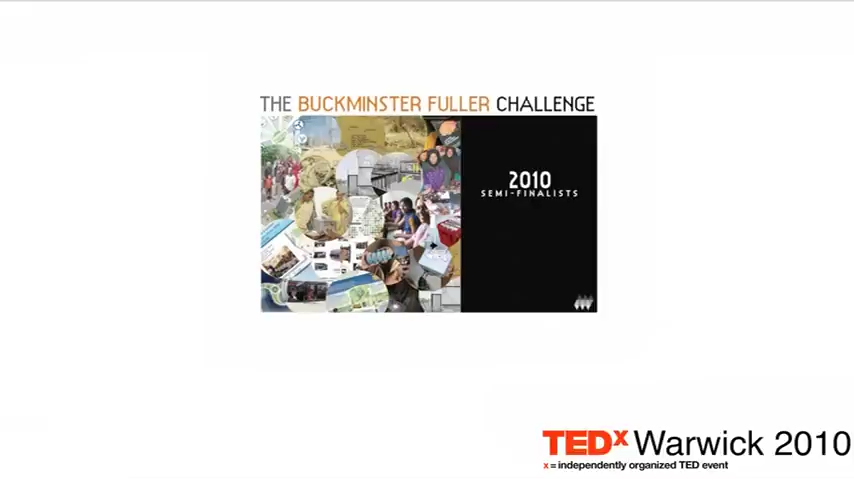 THE BUCKMINSTER FULLER CHALLENGE
2010
SEMI-FINALISTS
TEDx Warwick 2010
x = independently organized TED event